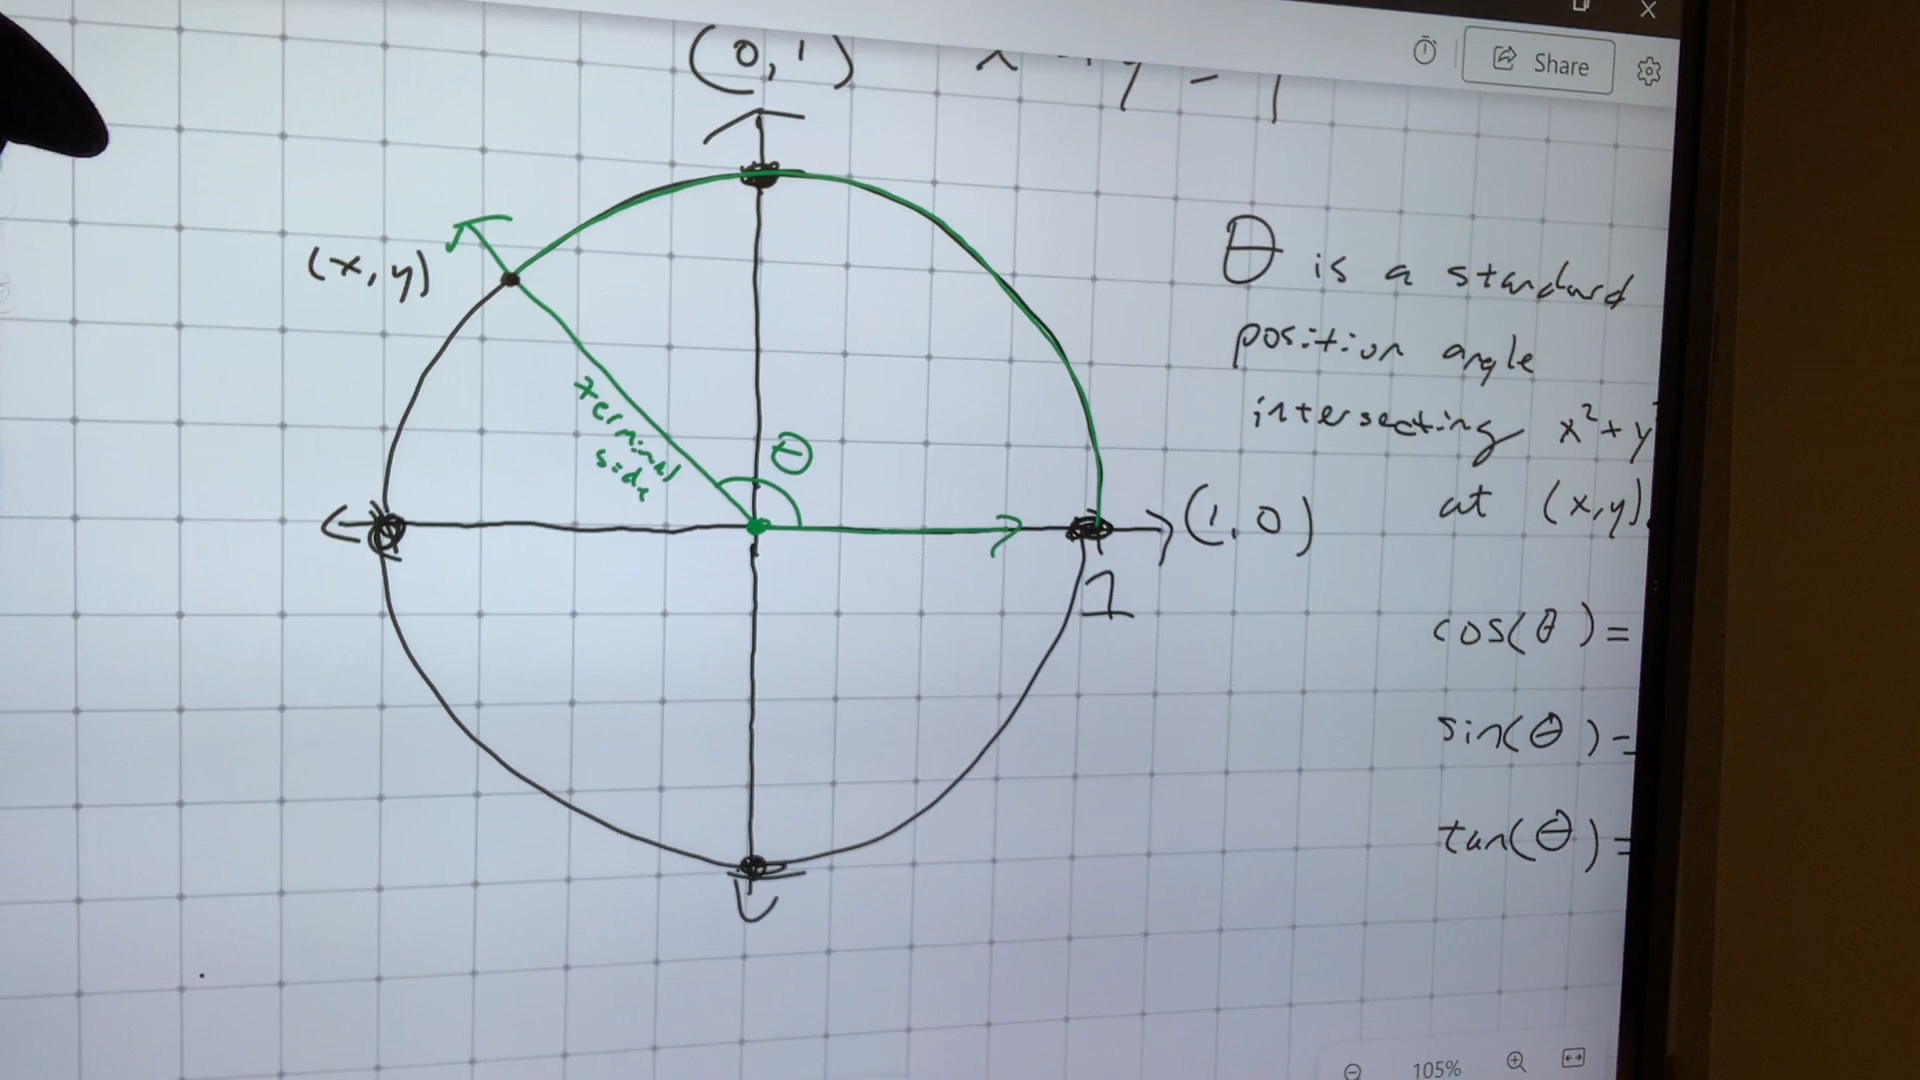 Share
(0,1)
(x,y)
θ is a standard
position angle
intersecting x²+y
at (x,y).
terminal
side
θ
(1,0)
1
cos(θ)=
sin(θ)=
tan(θ)=
105%